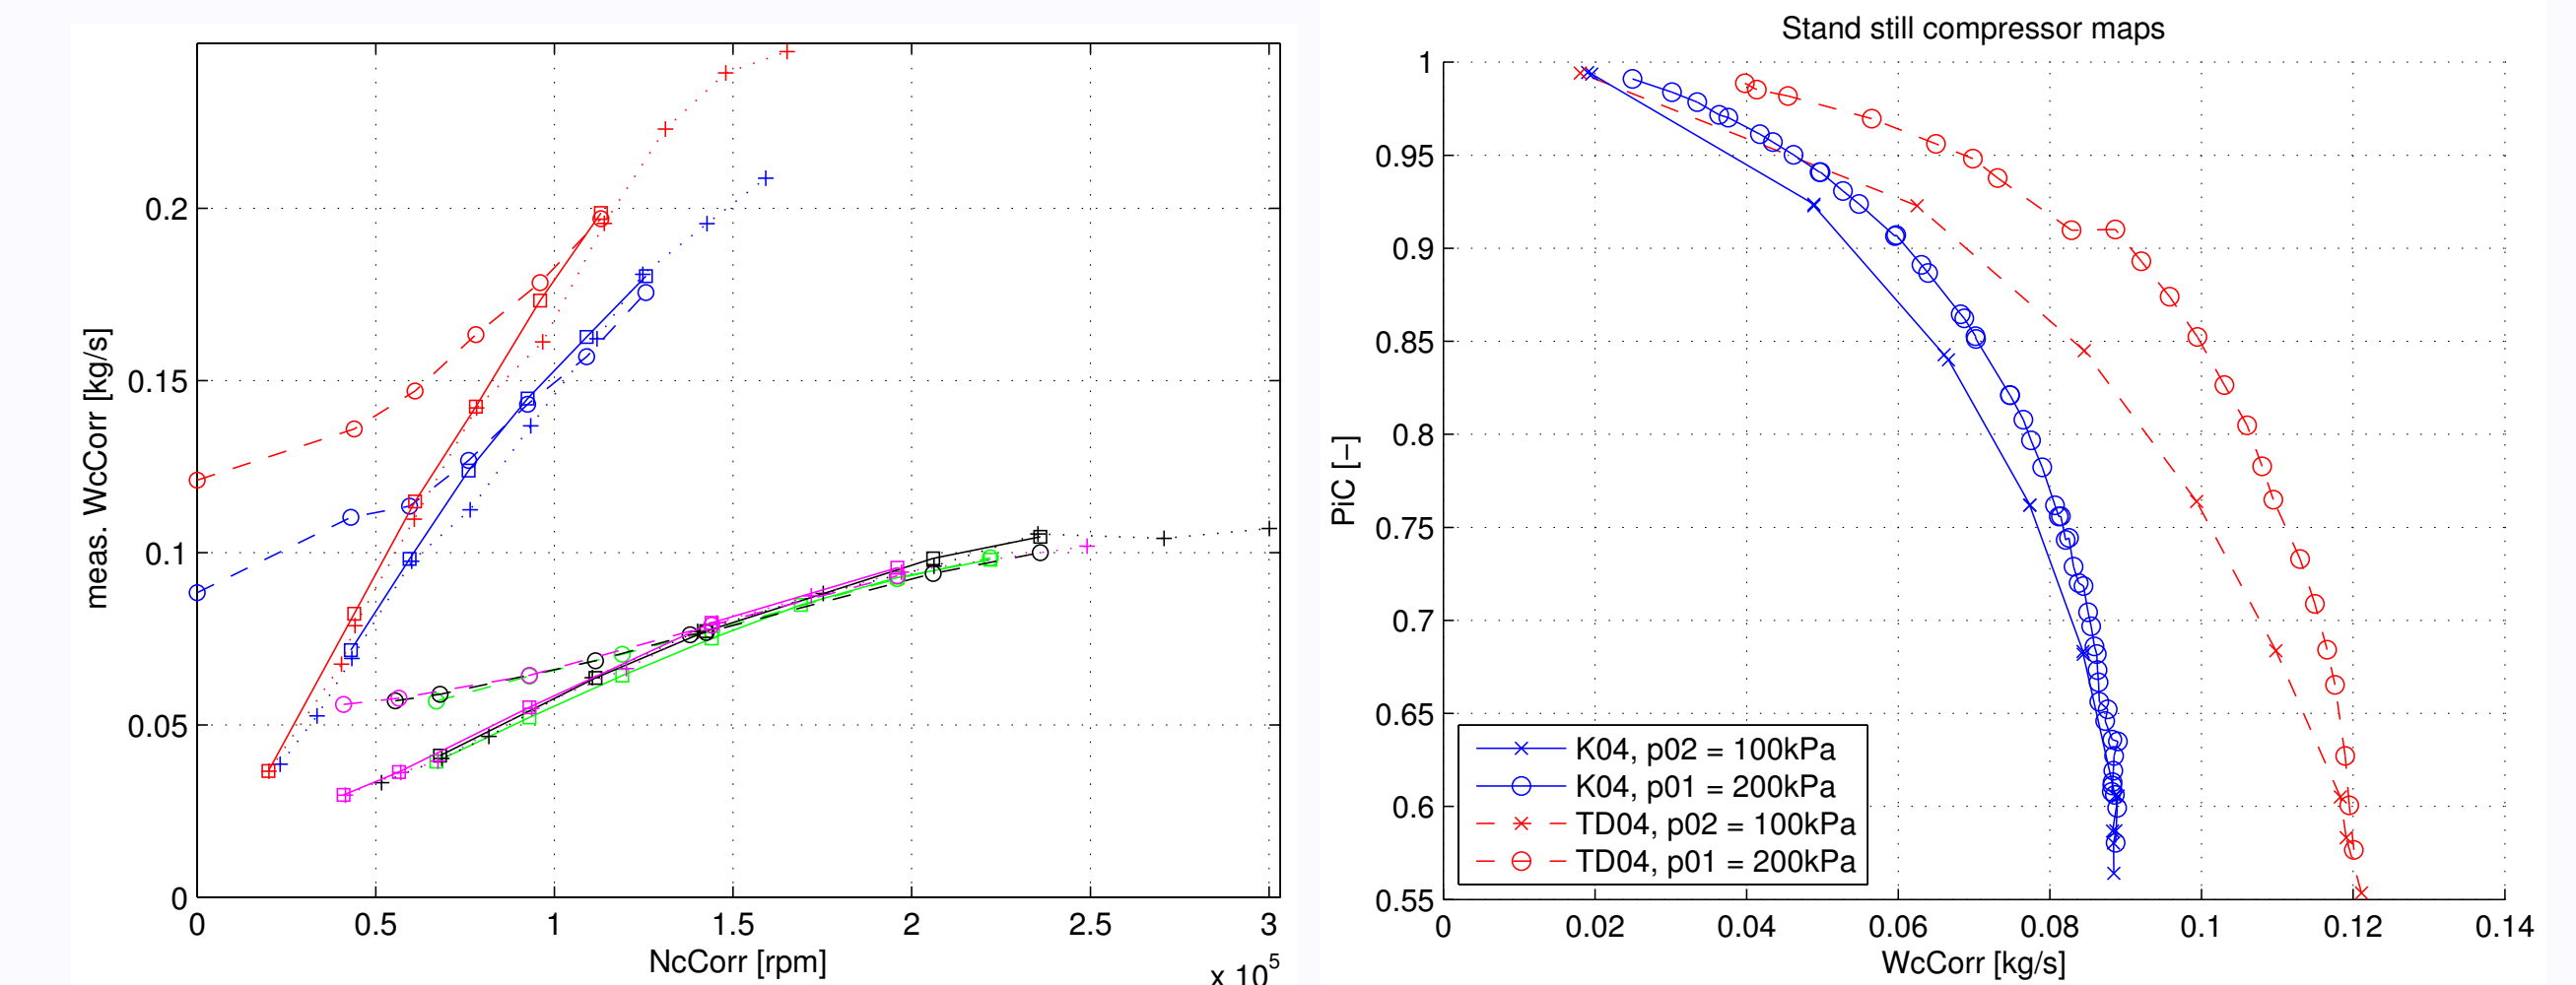 0.2
0.15
0.1
0.05
0
meas. WcCorr [kg/s]
0 0.5 1 1.5 2 2.5 3
NcCorr [rpm]
x 10^5
Stand still compressor maps
1
0.95
0.9
0.85
0.8
0.75
0.7
0.65
0.6
0.55
PiC [−]
K04, p02 = 100kPa
K04, p01 = 200kPa
TD04, p02 = 100kPa
TD04, p01 = 200kPa
0 0.02 0.04 0.06 0.08 0.1 0.12 0.14
WcCorr [kg/s]